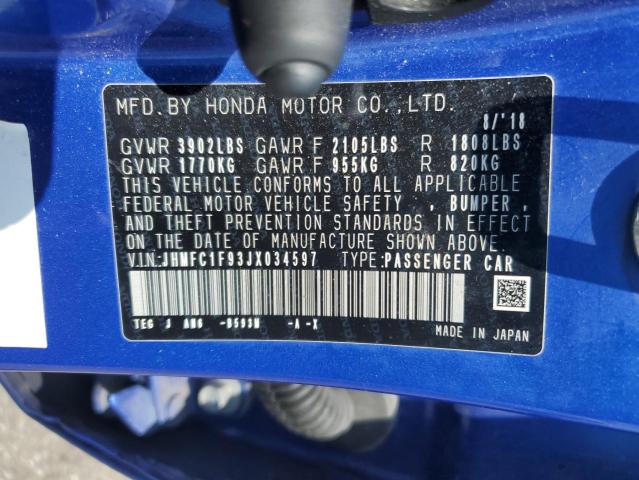 MFD.BY HONDA MOTOR CO.,LTD.
8/'18
GVWR 3902LBS GAWR F 2105LBS R 1808LBS
GVWR 1770KG GAWR F 955KG R 820KG
THIS VEHICLE CONFORMS TO ALL APPLICABLE
FEDERAL MOTOR VEHICLE SAFETY , BUMPER ,
AND THEFT PREVENTION STANDARDS IN EFFECT
ON THE DATE OF MANUFACTURE SHOWN ABOVE.
V.I.N:JHMFC1F93JX034597 TYPE:PASSENGER CAR
TEG J -B593M -A -X
MADE IN JAPAN